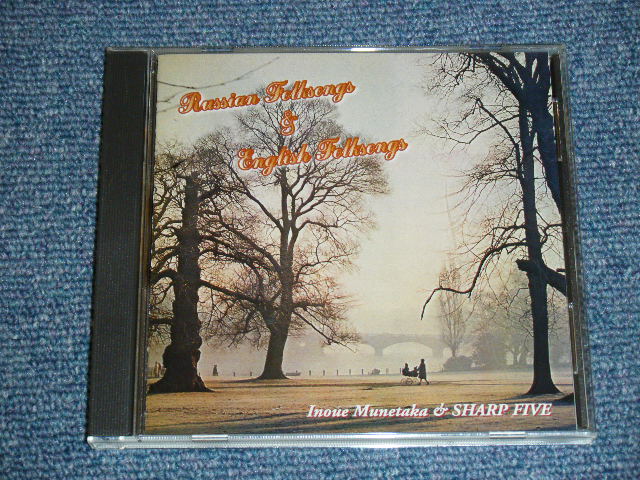 Russian Folksongs
&
English Folksongs
Inoue Munetaka & SHARP FIVE